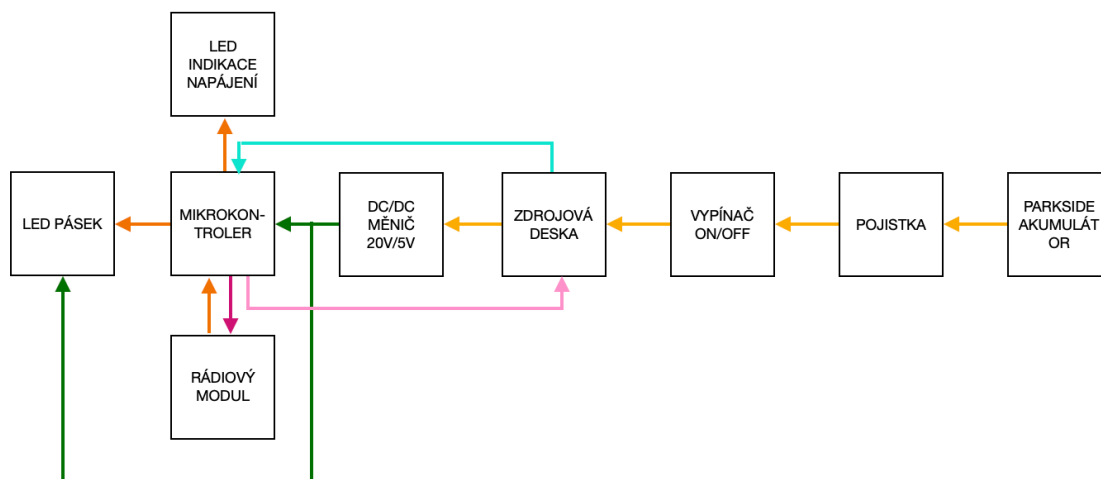 LED
INDIKACE
NAPÁJENÍ
LED PÁSEK
MIKROKON-
TROLER
DC/DC
MĚNIČ
20V/5V
ZDROJOVÁ
DESKA
VYPÍNAČ
ON/OFF
POJISTKA
PARKSIDE
AKUMULÁT
OR
RÁDIOVÝ
MODUL